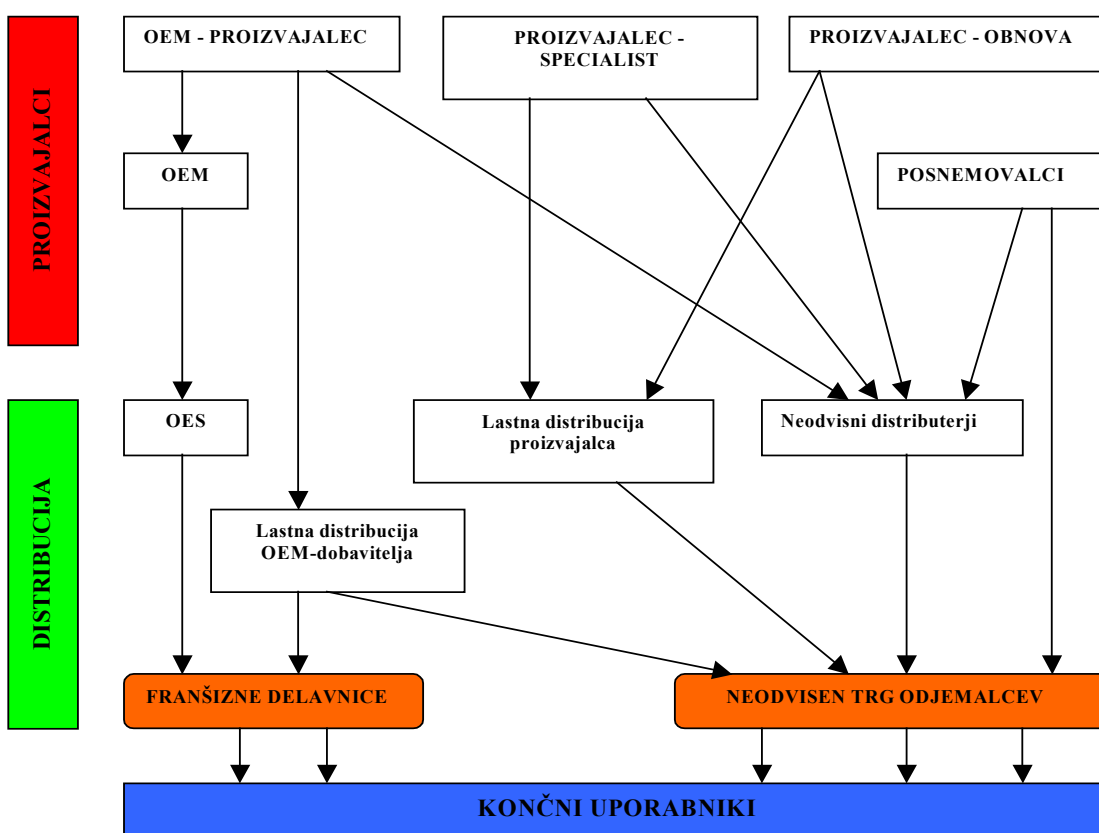 PROIZVAJALCI
OEM - PROIZVAJALEC
PROIZVAJALEC -
SPECIALIST
PROIZVAJALEC - OBNOVA
OEM
POSNEMOVALCI
DISTRIBUCIJA
OES
Lastna distribucija
proizvajalca
Neodvisni distributerji
Lastna distribucija
OEM-dobavitelja
FRANŠIZNE DELAVNICE
NEODVISEN TRG ODJEMALCEV
KONČNI UPORABNIKI